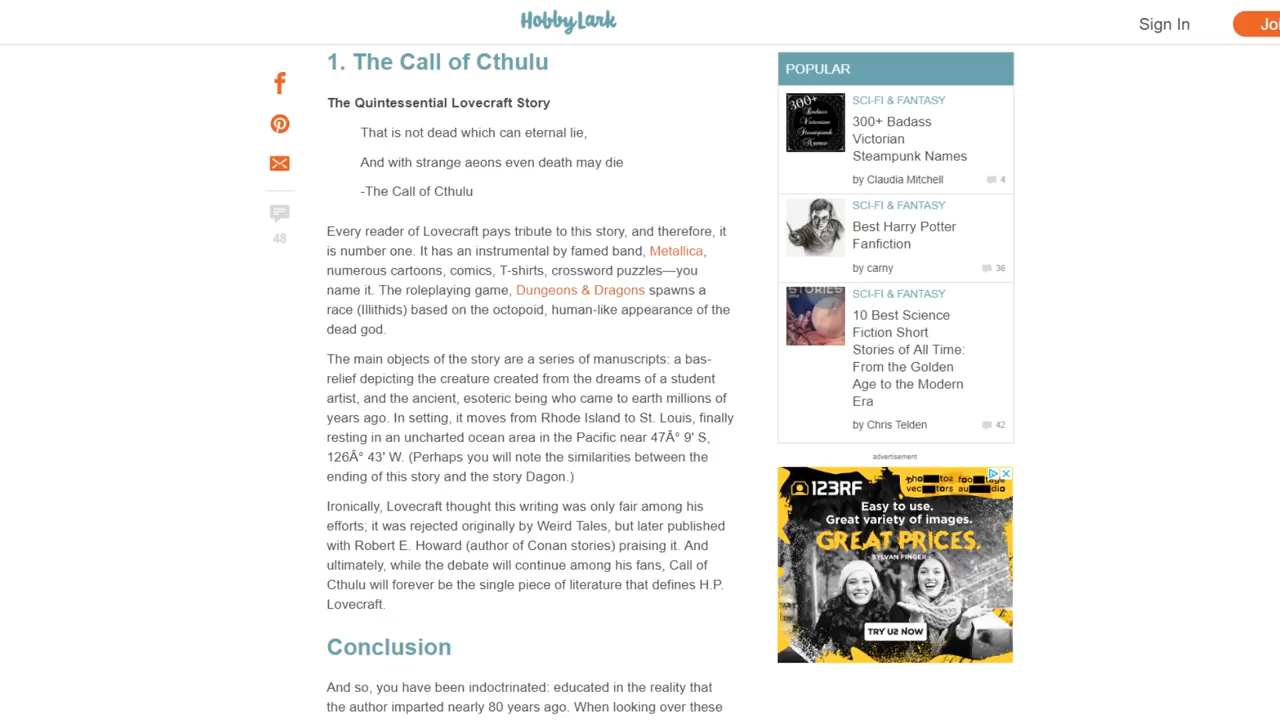 HobbyLark
Sign In
Joi
1. The Call of Cthulu
The Quintessential Lovecraft Story
That is not dead which can eternal lie,
And with strange aeons even death may die
-The Call of Cthulu
48
Every reader of Lovecraft pays tribute to this story, and therefore, it
is number one. It has an instrumental by famed band, Metallica,
numerous cartoons, comics, T-shirts, crossword puzzles—you
name it. The roleplaying game, Dungeons & Dragons spawns a
race (Illithids) based on the octopoid, human-like appearance of the
dead god.
The main objects of the story are a series of manuscripts: a bas-
relief depicting the creature created from the dreams of a student
artist, and the ancient, esoteric being who came to earth millions of
years ago. In setting, it moves from Rhode Island to St. Louis, finally
resting in an uncharted ocean area in the Pacific near 47Â° 9' S,
126Â° 43' W. (Perhaps you will note the similarities between the
ending of this story and the story Dagon.)
Ironically, Lovecraft thought this writing was only fair among his
efforts; it was rejected originally by Weird Tales, but later published
with Robert E. Howard (author of Conan stories) praising it. And
ultimately, while the debate will continue among his fans, Call of
Cthulu will forever be the single piece of literature that defines H.P.
Lovecraft.
Conclusion
And so, you have been indoctrinated: educated in the reality that
the author imparted nearly 80 years ago. When looking over these
POPULAR
300+
Badass
Victorian
Steampunk
Names
SCI-FI & FANTASY
300+ Badass
Victorian
Steampunk Names
by Claudia Mitchell
4
SCI-FI & FANTASY
Best Harry Potter
Fanfiction
by carny
36
STORIES
SCI-FI & FANTASY
10 Best Science
Fiction Short
Stories of All Time:
From the Golden
Age to the Modern
Era
by Chris Telden
42
advertisement
123RF
Easy to use.
Great variety of images.
GREAT PRICES.
- SYLVAN FINGER
TRY US NOW